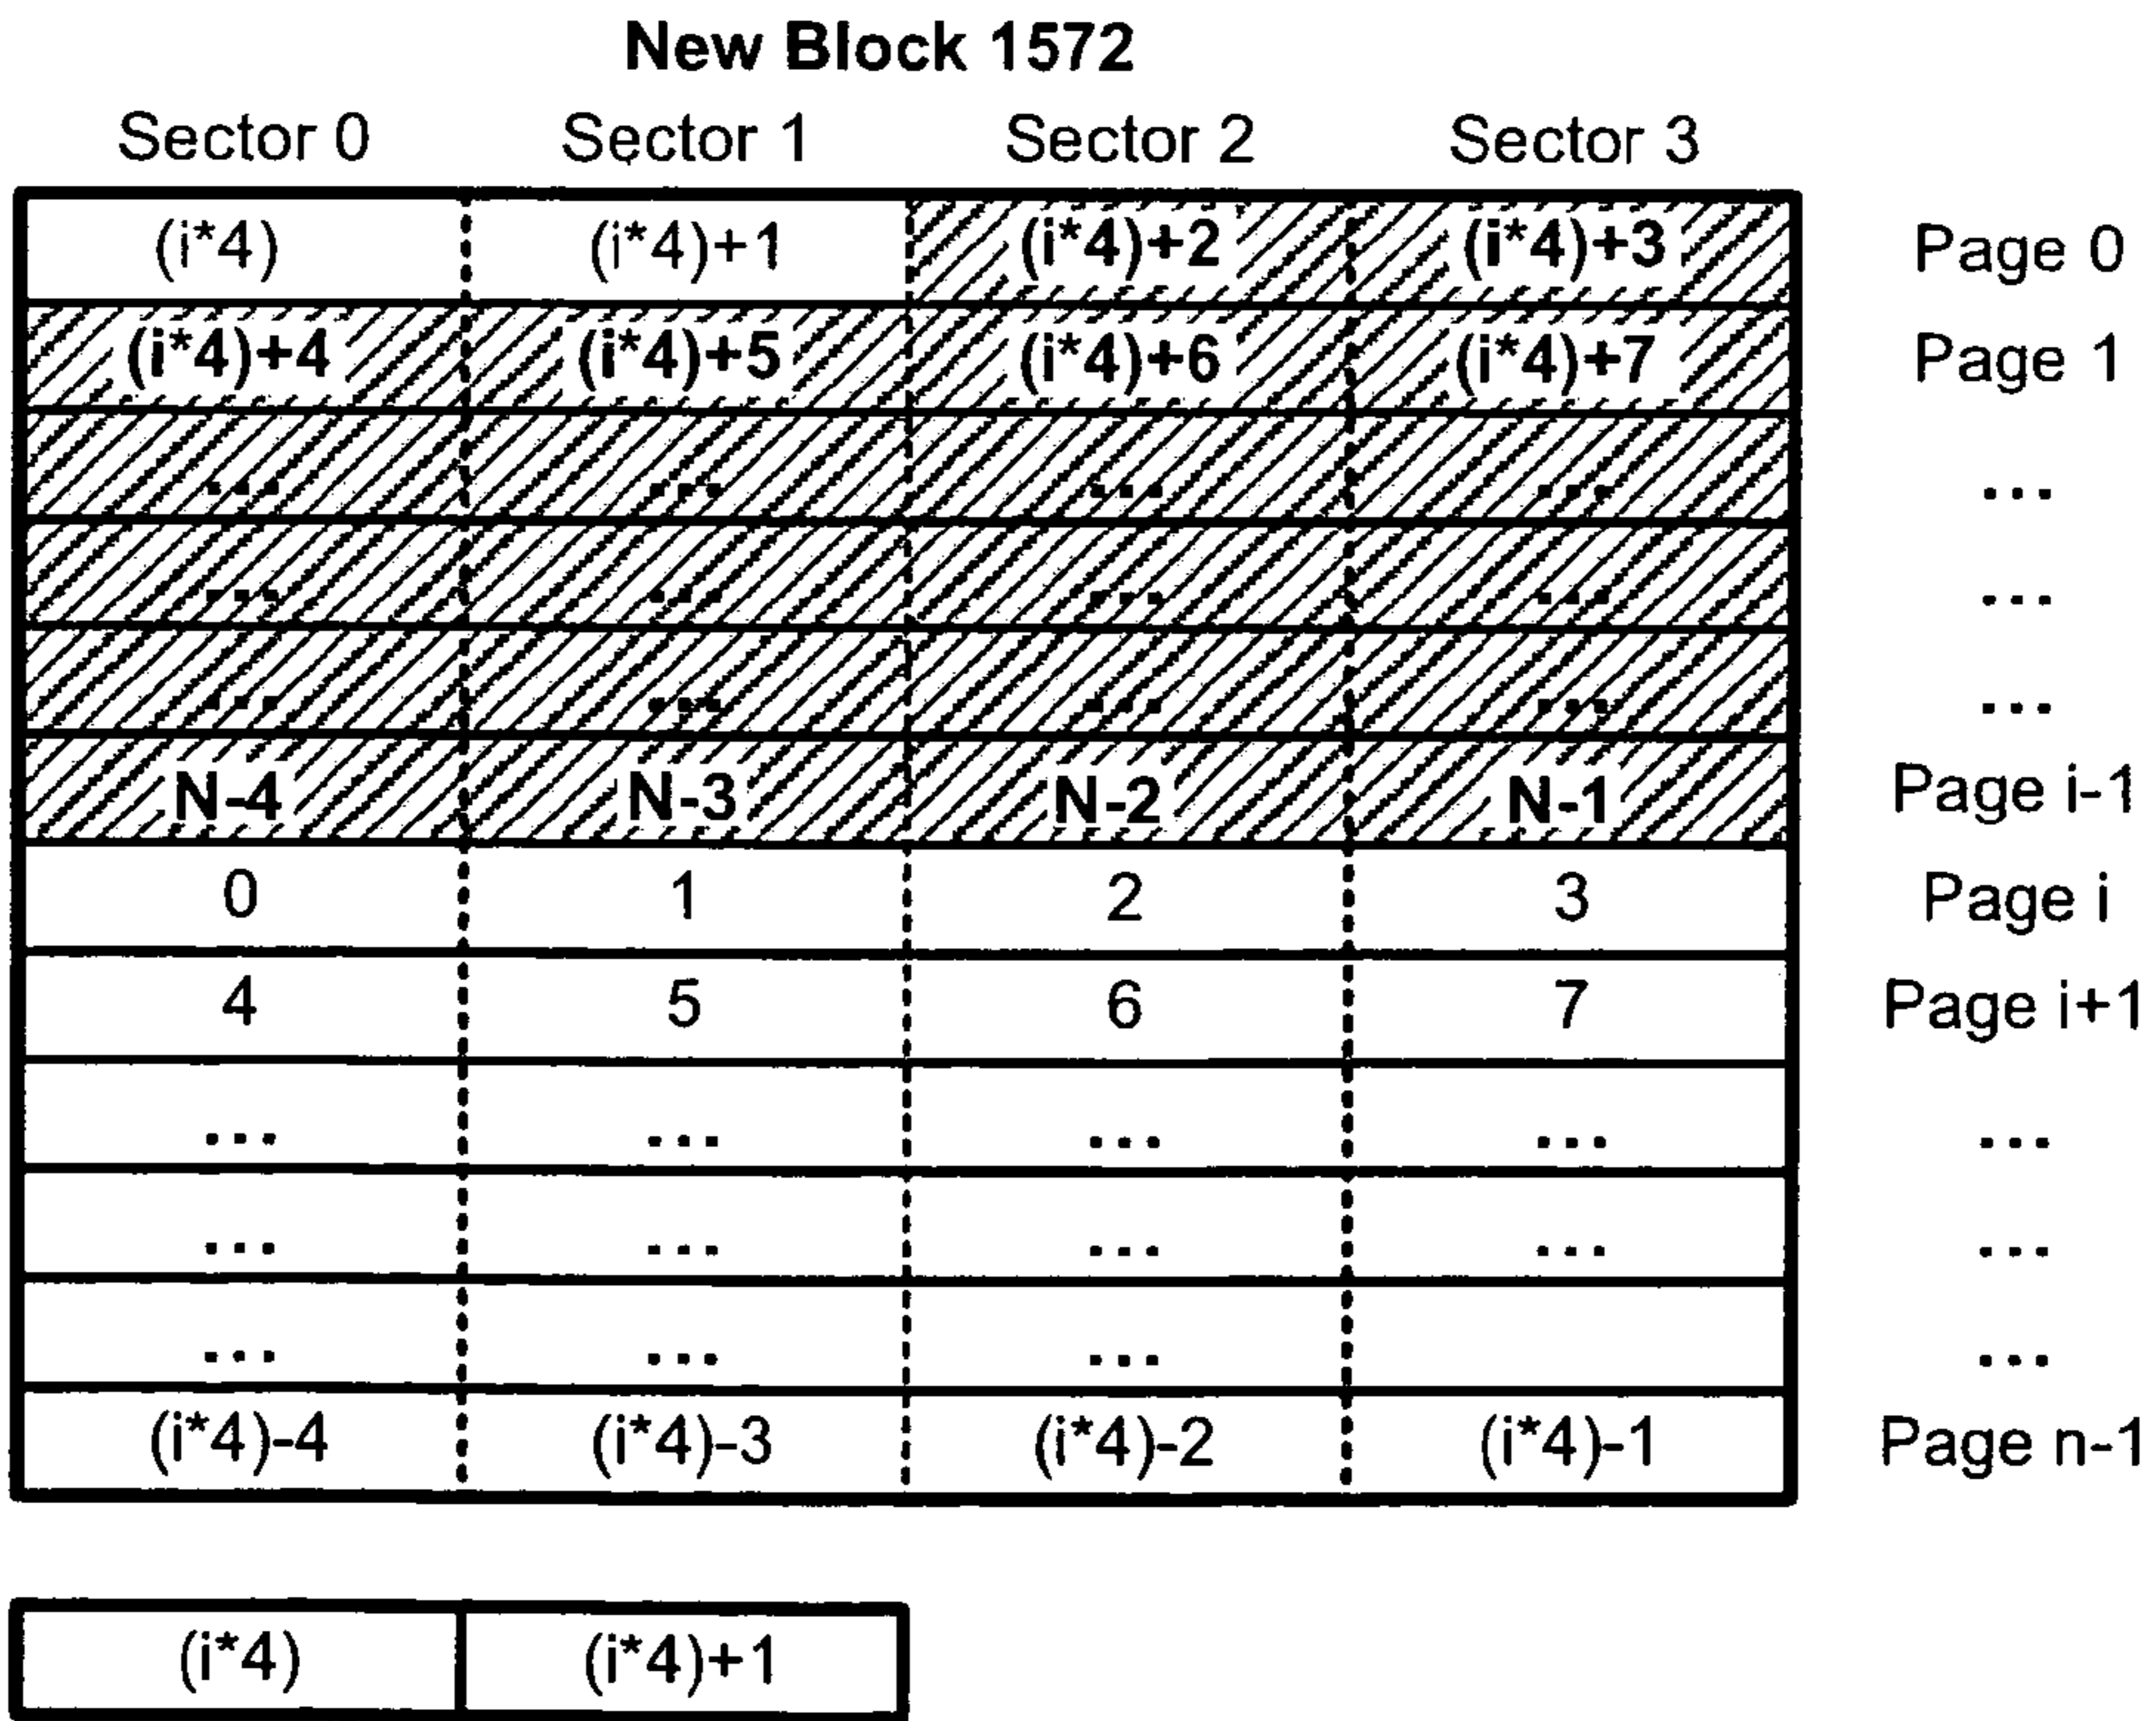 New Block 1572
Sector 0 Sector 1 Sector 2 Sector 3
(i*4) (i*4)+1 (i*4)+2 (i*4)+3 Page 0
(i*4)+4 (i*4)+5 (i*4)+6 (i*4)+7 Page 1
... ... ... ... ...
... ... ... ... ...
... ... ... ... ...
N-4 N-3 N-2 N-1 Page i-1
0 1 2 3 Page i
4 5 6 7 Page i+1
... ... ... ... ...
... ... ... ... ...
... ... ... ...
(i*4)-4 (i*4)-3 (i*4)-2 (i*4)-1 Page n-1
(i*4) (i*4)+1